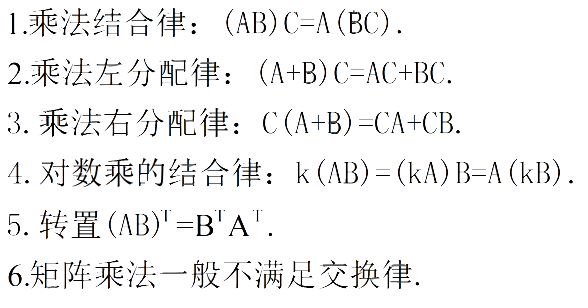 1.乘法结合律：(AB)C=A(BC).
2.乘法左分配律：(A+B)C=AC+BC.
3. 乘法右分配律：C(A+B)=CA+CB.
4. 对数乘的结合律：k(AB)=(kA)B=A(kB).
5. 转置(AB)ᵀ=BᵀAᵀ.
6.矩阵乘法一般不满足交换律.